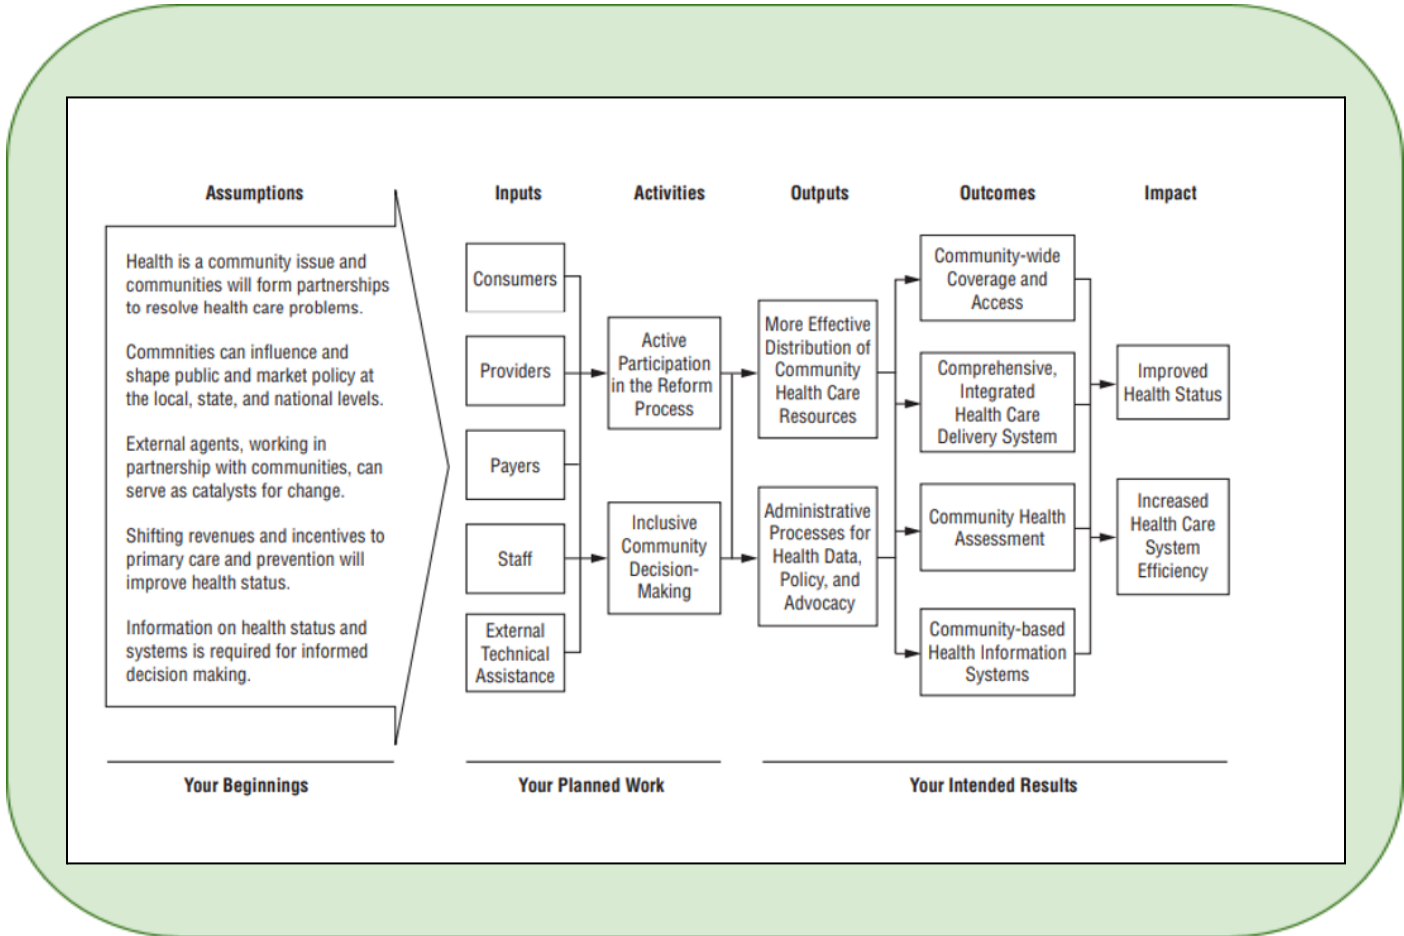 Assumptions
Health is a community issue and
communities will form partnerships
to resolve health care problems.
Commnities can influence and
shape public and market policy at
the local, state, and national levels.
External agents, working in
partnership with communities, can
serve as catalysts for change.
Shifting revenues and incentives to
primary care and prevention will
improve health status.
Information on health status and
systems is required for informed
decision making.
Your Beginnings
Inputs
Consumers
Providers
Payers
Staff
External
Technical
Assistance
Activities
Active
Participation
in the Reform
Process
Inclusive
Community
Decision-
Making
Your Planned Work
Outputs
More Effective
Distribution of
Community
Health Care
Resources
Administrative
Processes for
Health Data,
Policy, and
Advocacy
Outcomes
Community-wide
Coverage and
Access
Comprehensive,
Integrated
Health Care
Delivery System
Community Health
Assessment
Community-based
Health Information
Systems
Impact
Improved
Health Status
Increased
Health Care
System
Efficiency
Your Intended Results